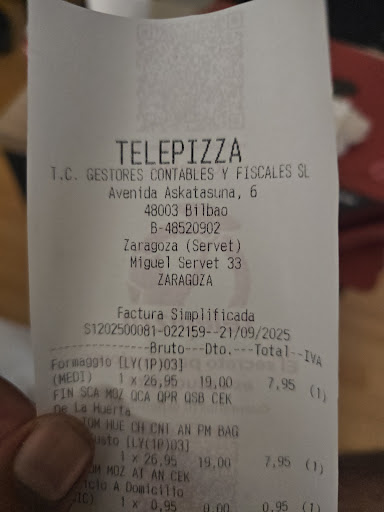 TELEPIZZA
T.C. GESTORES CONTABLES Y FISCALES SL
Avenida Askatasuna, 6
48003 Bilbao
B-48520902
Zaragoza (Servet)
Miguel Servet 33
ZARAGOZA
Factura Simplificada
S1202500081-022159--21/09/2025
------------Bruto---Dto.---Total--IVA
Formaggio [LY(1P)03]
(MEDI) 1 x 26,95 19,00 7,95 (1)
FIN SCA MOZ QCA QPR QSB CEK
De La Huerta
TOM HUE CH CNT AN PM BAG
[LY(1P)03]
1 x 26,95 19,00 7,95 (1)
MOZ AT AN CEK
A Domicilio
1 x 0,95 0,00 0,95 (1)